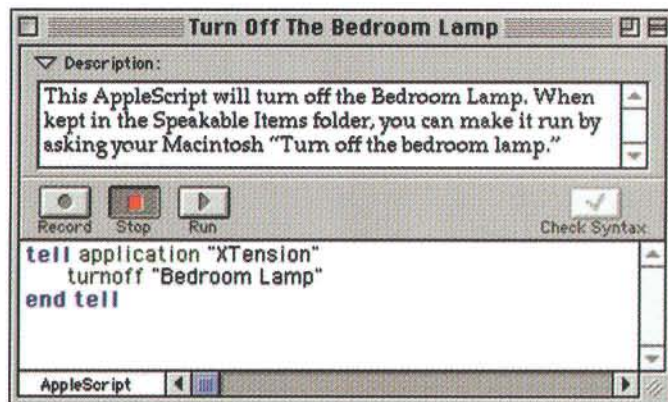 Turn Off The Bedroom Lamp
Description:
This AppleScript will turn off the Bedroom Lamp. When
kept in the Speakable Items folder, you can make it run by
asking your Macintosh “Turn off the bedroom lamp.”
Record Stop Run Check Syntax
tell application "XTension"
turnoff "Bedroom Lamp"
end tell
AppleScript